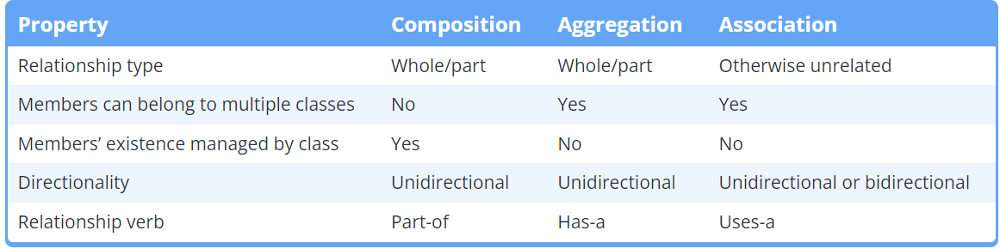 Property Composition Aggregation Association
Relationship type Whole/part Whole/part Otherwise unrelated
Members can belong to multiple classes No Yes Yes
Members’ existence managed by class Yes No No
Directionality Unidirectional Unidirectional Unidirectional or bidirectional
Relationship verb Part-of Has-a Uses-a